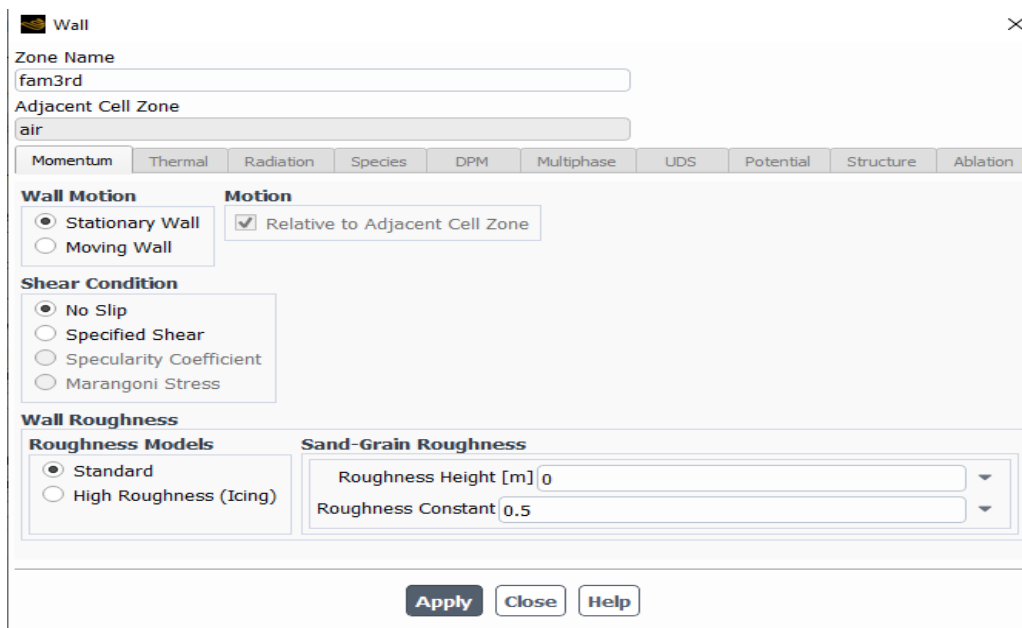 Wall
Zone Name
fam3rd
Adjacent Cell Zone
air
Momentum Thermal Radiation Species DPM Multiphase UDS Potential Structure Ablation
Wall Motion Motion
Stationary Wall Relative to Adjacent Cell Zone
Moving Wall
Shear Condition
No Slip
Specified Shear
Specularity Coefficient
Marangoni Stress
Wall Roughness
Roughness Models Sand-Grain Roughness
Standard Roughness Height [m] 0
High Roughness (Icing) Roughness Constant 0.5
Apply Close Help